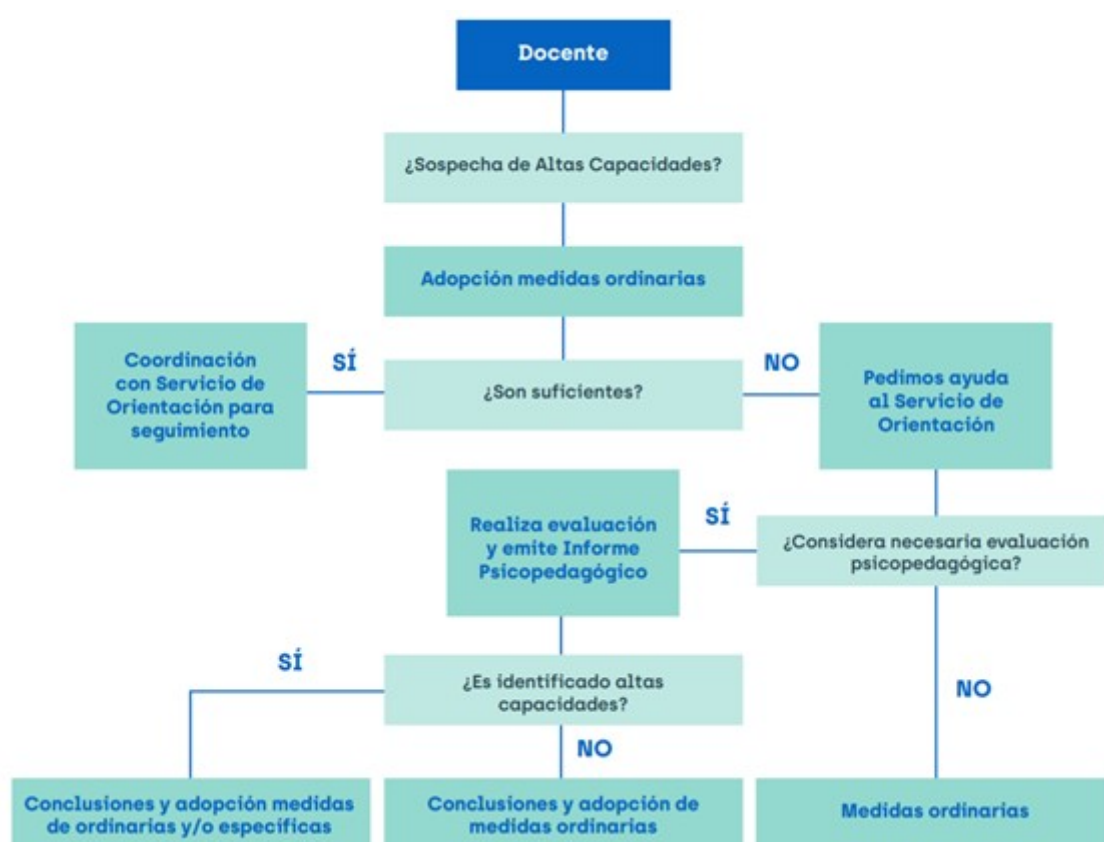 Docente
¿Sospecha de Altas Capacidades?
Adopción medidas ordinarias
Coordinación
con Servicio de
Orientación para
seguimiento
SÍ
¿Son suficientes?
NO
Pedimos ayuda
al Servicio de
Orientación
Realiza evaluación
y emite Informe
Psicopedagógico
SÍ
¿Considera necesaria evaluación
psicopedagógica?
SÍ
¿Es identificado altas
capacidades?
NO
NO
Conclusiones y adopción medidas
de ordinarias y/o específicas
Conclusiones y adopción de
medidas ordinarias
Medidas ordinarias